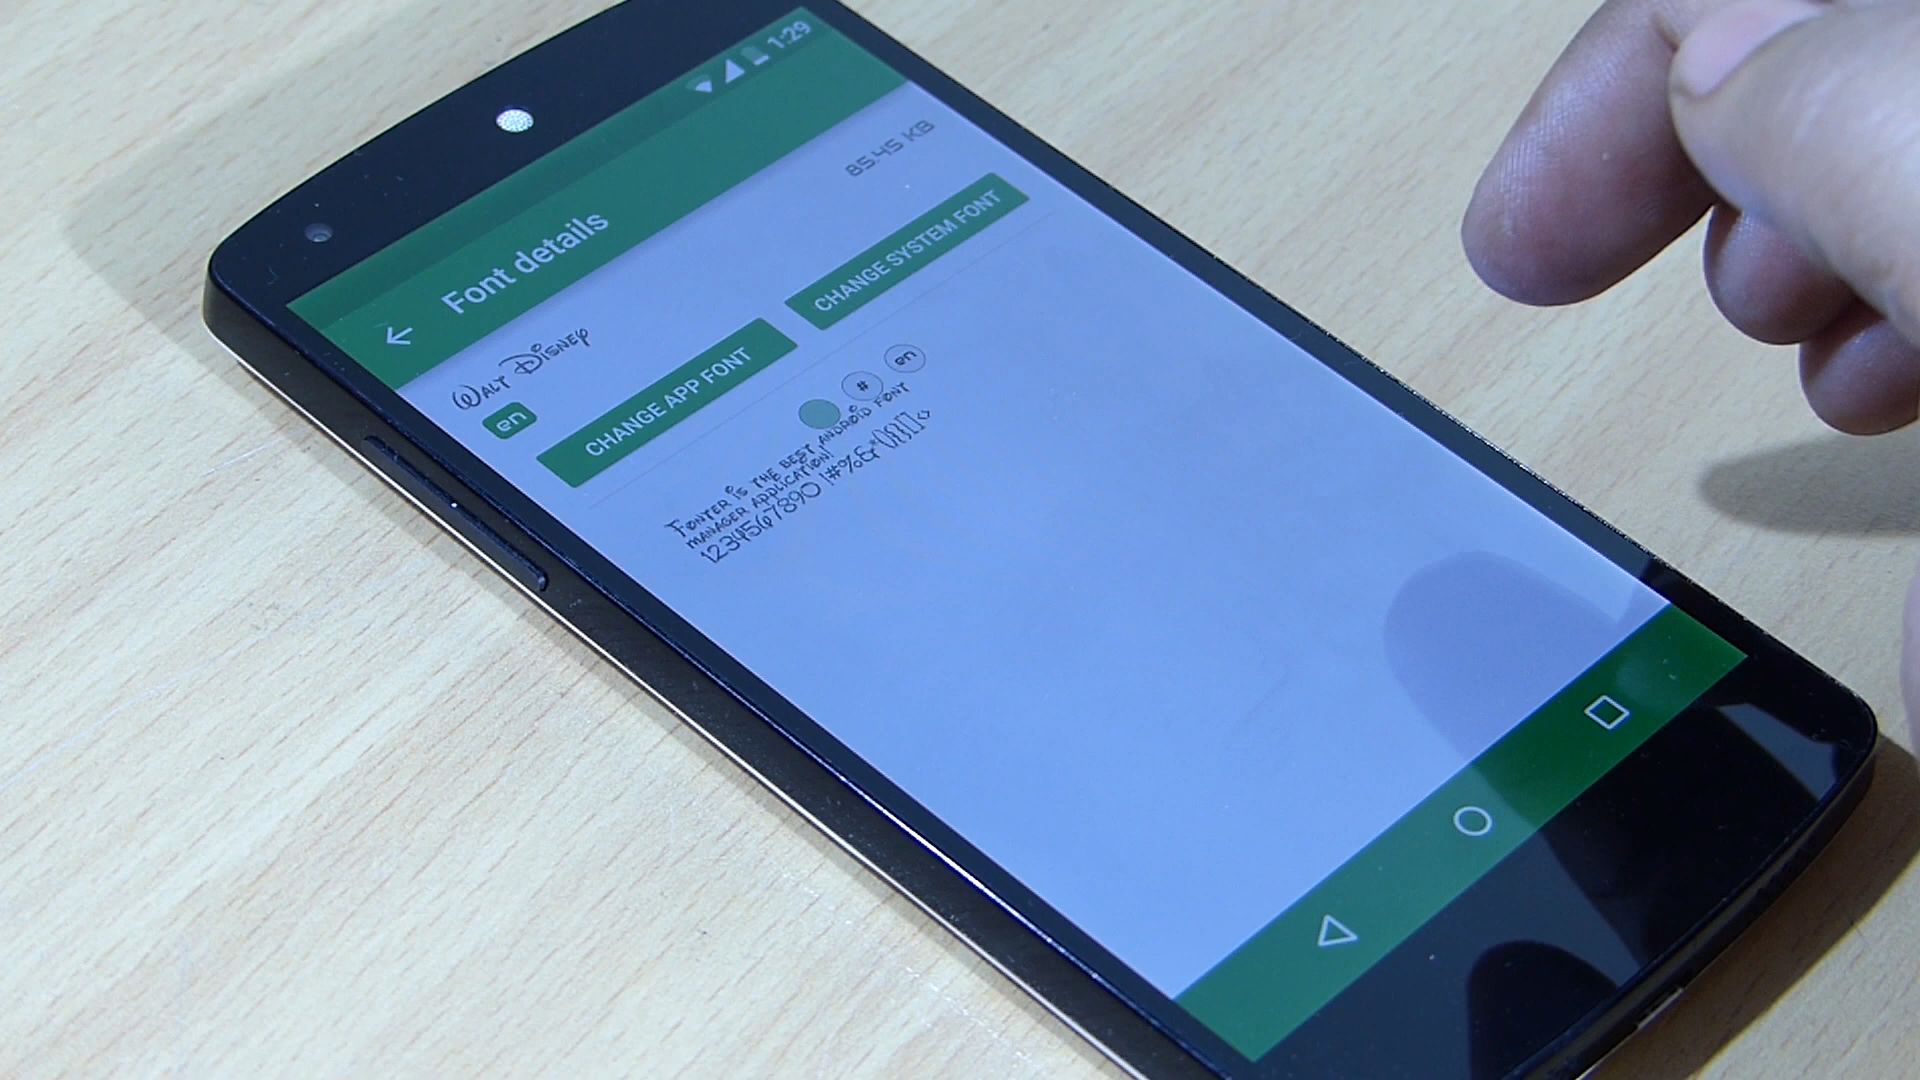 1:29
Font details
Walt Disney
85.45 KB
en
CHANGE APP FONT
CHANGE SYSTEM FONT
#
en
Fonter is the best android font
manager application!
1234567890 !#%&*(){}[]<>